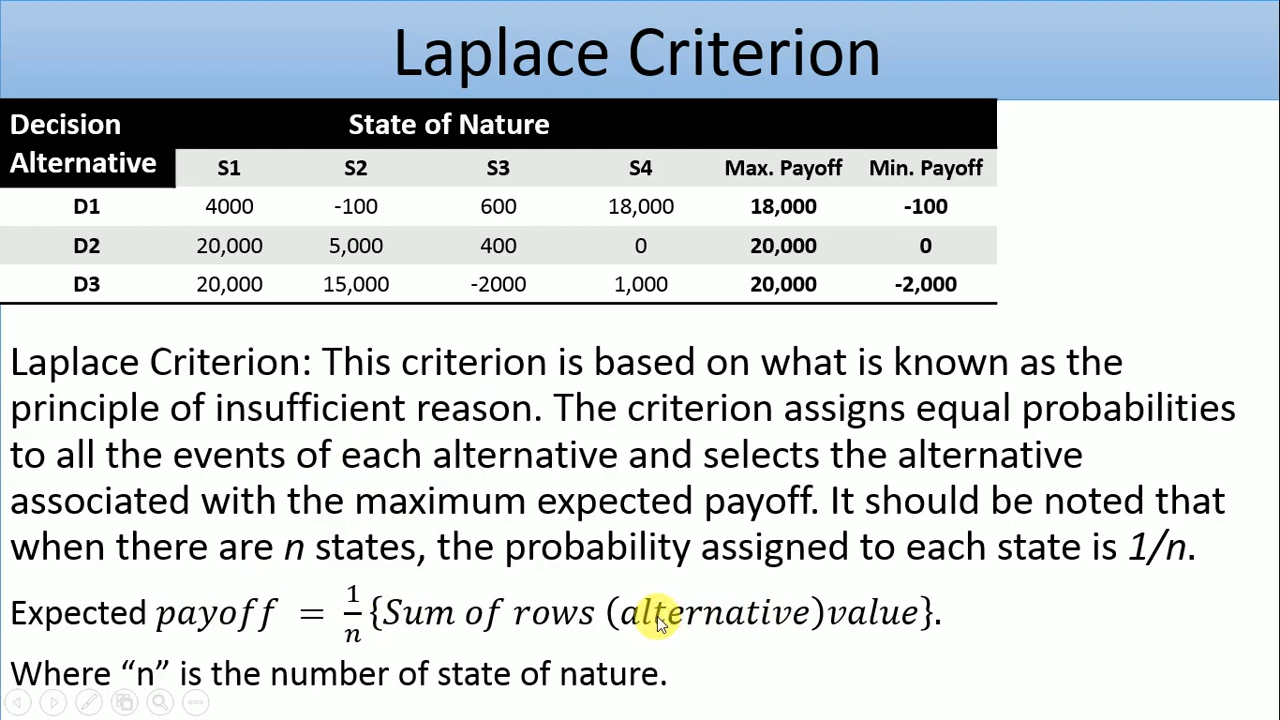 Laplace Criterion
Decision Alternative State of Nature
S1 S2 S3 S4 Max. Payoff Min. Payoff
D1 4000 -100 600 18,000 18,000 -100
D2 20,000 5,000 400 0 20,000 0
D3 20,000 15,000 -2000 1,000 20,000 -2,000
Laplace Criterion: This criterion is based on what is known as the
principle of insufficient reason. The criterion assigns equal probabilities
to all the events of each alternative and selects the alternative
associated with the maximum expected payoff. It should be noted that
when there are n states, the probability assigned to each state is 1/n.
Expected payoff = 1/n {Sum of rows (alternative)value}.
Where “n” is the number of state of nature.